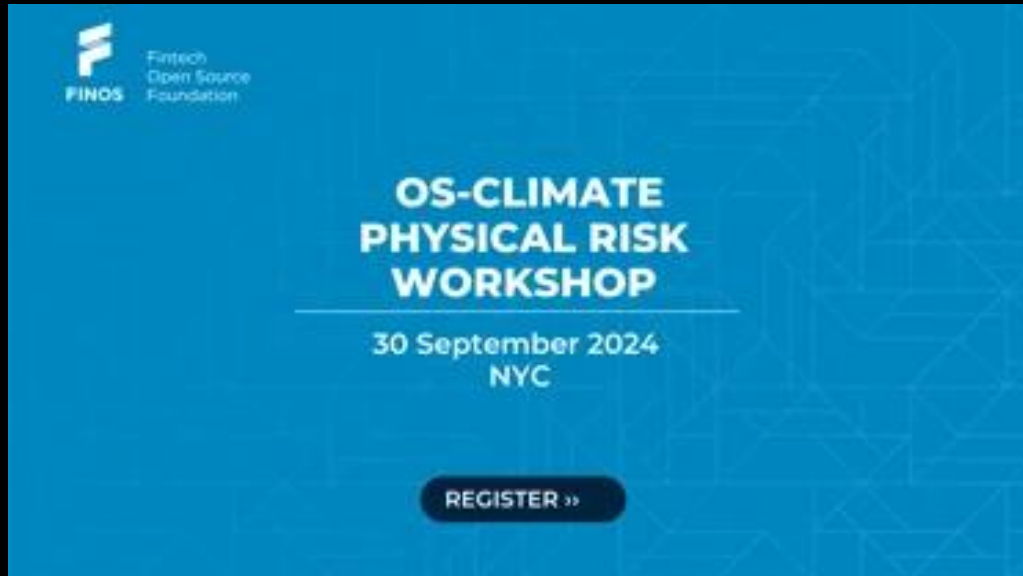 FINOS
Fintech
Open Source
Foundation
OS-CLIMATE
PHYSICAL RISK
WORKSHOP
30 September 2024
NYC
REGISTER ››